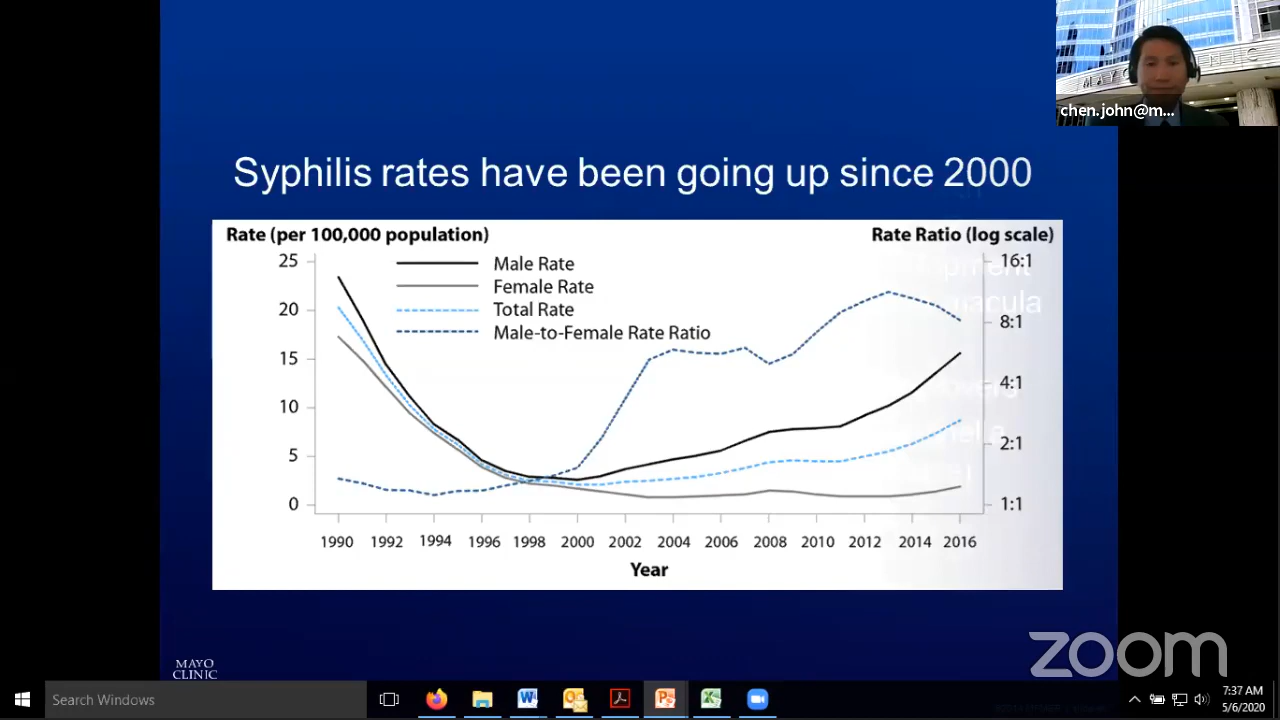 chen.john@m...
Syphilis rates have been going up since 2000
Rate (per 100,000 population)
Rate Ratio (log scale)
25
20
15
10
5
0
Male Rate
Female Rate
Total Rate
Male-to-Female Rate Ratio
16:1
8:1
4:1
2:1
1:1
1990 1992 1994 1996 1998 2000 2002 2004 2006 2008 2010 2012 2014 2016
Year
MAYO
CLINIC
zoom
Search Windows
7:37 AM
5/6/2020